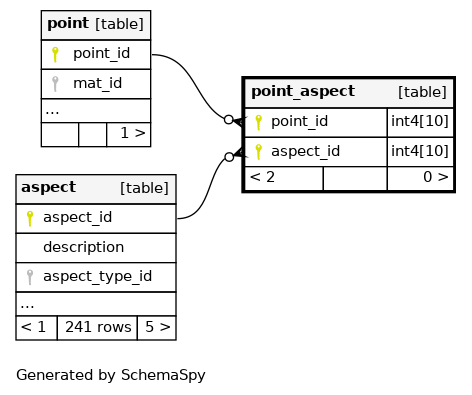 point [table]
point_id
mat_id
...
1 >
point_aspect [table]
point_id int4[10]
aspect_id int4[10]
< 2 0 >
aspect [table]
aspect_id
description
aspect_type_id
...
< 1 241 rows 5 >
Generated by SchemaSpy